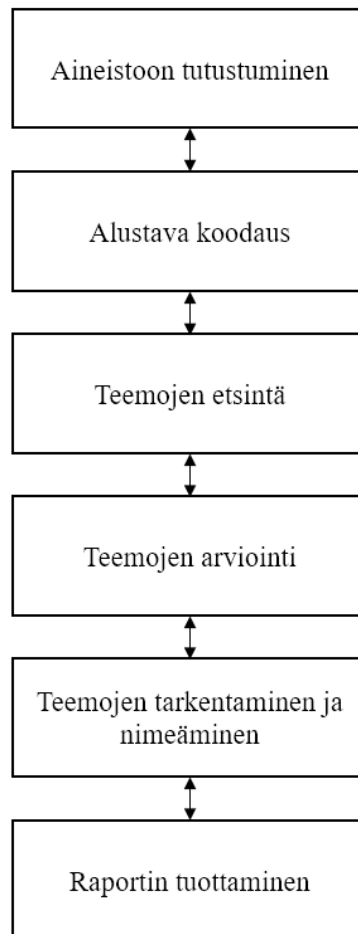 Aineistoon tutustuminen
Alustava koodaus
Teemojen etsintä
Teemojen arviointi
Teemojen tarkentaminen ja
nimeäminen
Raportin tuottaminen